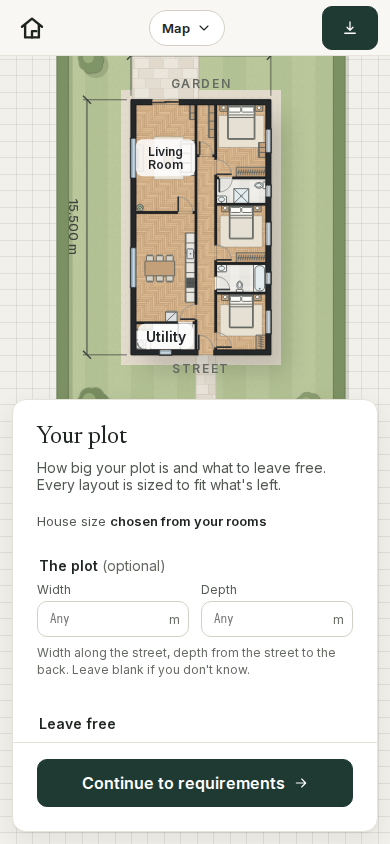 Map
GARDEN
Living
Room
15.500 m
Utility
STREET
Your plot
How big your plot is and what to leave free.
Every layout is sized to fit what's left.
House size chosen from your rooms
The plot (optional)
Width
Depth
Any m
Any m
Width along the street, depth from the street to the
back. Leave blank if you don't know.
Leave free
Continue to requirements →